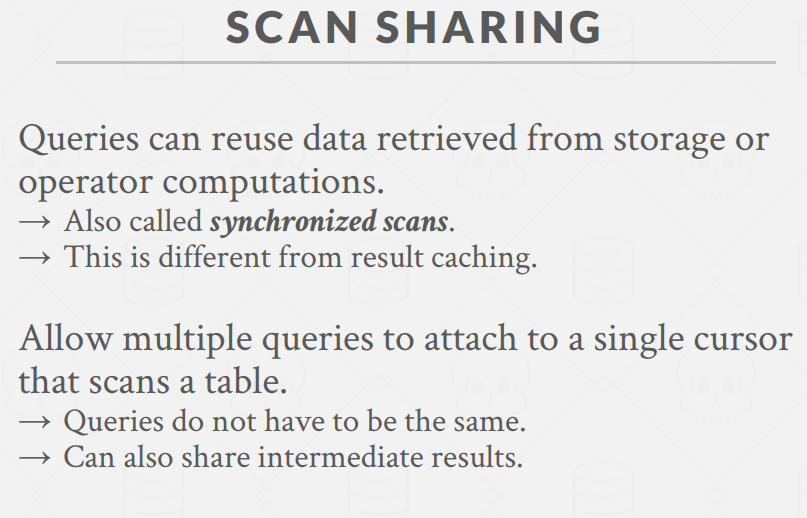 SCAN SHARING
Queries can reuse data retrieved from storage or
operator computations.
→ Also called synchronized scans.
→ This is different from result caching.
Allow multiple queries to attach to a single cursor
that scans a table.
→ Queries do not have to be the same.
→ Can also share intermediate results.